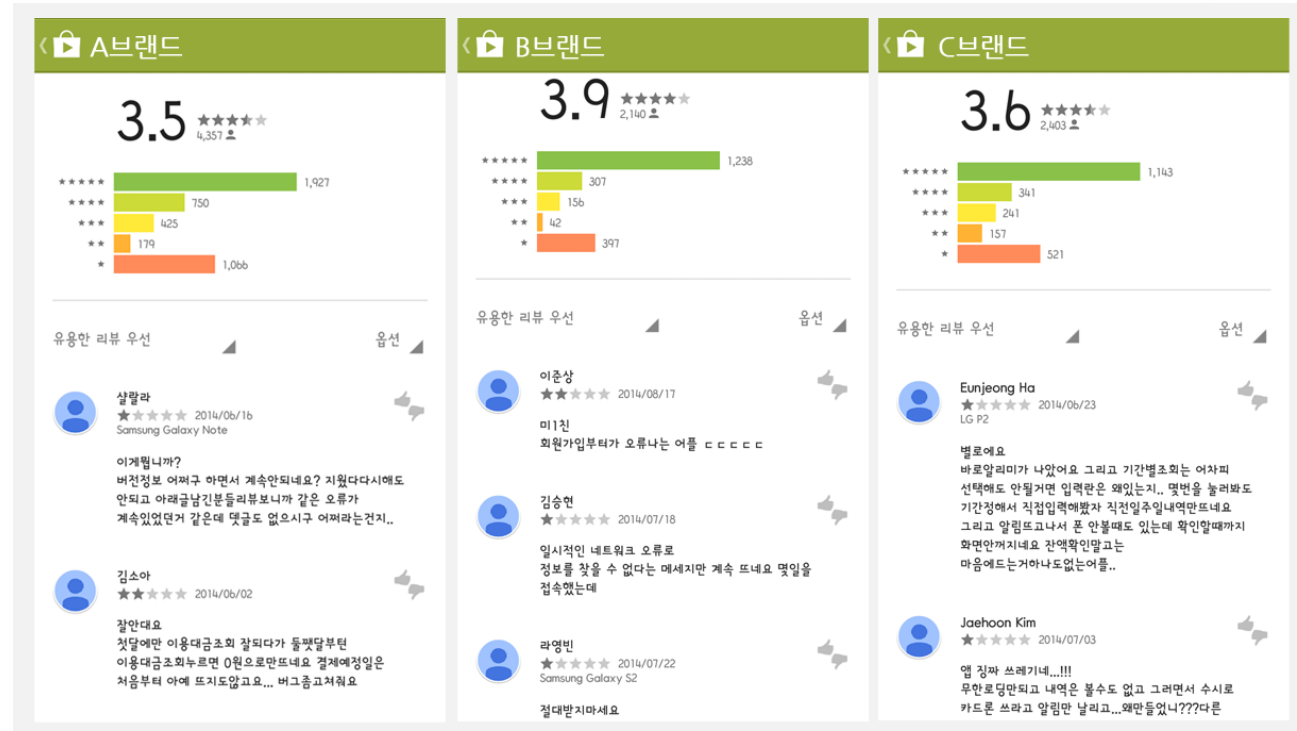 A브랜드
3.5 ★★★★★
4,357
★★★★★ 1,927
★★★★ 750
★★★ 425
★★ 179
★ 1,066
유용한 리뷰 우선 옵션
샬랄라
★★★★★ 2014/06/16
Samsung Galaxy Note
이게뭡니까?
버전정보 어쩌구 하면서 계속안되네요? 지웠다다시해도
안되고 아래글남긴분들리뷰보니까 같은 오류가
계속있었던거 같은데 댓글도 없으시구 어쩌라는건지..
김소아
★★★★★ 2014/06/02
잘안대요
첫달에만 이용대금조회 잘되다가 둘쨋달부턴
이용대금조회누르면 0원으로만뜨네요 결제예정일은
처음부터 아예 뜨지도않고요... 버그좀고쳐줘요
B브랜드
3.9 ★★★★★
2,140
★★★★★ 1,238
★★★★ 307
★★★ 156
★★ 42
★ 397
유용한 리뷰 우선 옵션
이준상
★★★★★ 2014/08/17
미1친
회원가입부터가 오류나는 어플 ㄷㄷㄷㄷㄷ
김승현
★★★★★ 2014/07/18
일시적인 네트워크 오류로
정보를 찾을 수 없다는 메세지만 계속 뜨네요 몇일을
접속했는데
라영빈
★★★★★ 2014/07/22
Samsung Galaxy S2
절대받지마세요
C브랜드
3.6 ★★★★★
2,403
★★★★★ 1,143
★★★★ 341
★★★ 241
★★ 157
★ 521
유용한 리뷰 우선 옵션
Eunjeong Ha
★★★★★ 2014/06/23
LG P2
별로에요
바로알리미가 나았어요 그리고 기간별조회는 어차피
선택해도 안될거면 입력란은 왜있는지.. 몇번을 눌러봐도
기간정해서 직접입력해봤자 직전일주일내역만뜨네요
그리고 알림뜨고나서 폰 안볼때도 있는데 확인할때까지
화면안꺼지네요 잔액확인말고는
마음에드는거하나도없는어플..
Jaehoon Kim
★★★★★ 2014/07/03
앱 징짜 쓰레기네...!!!
무한로딩만되고 내역은 볼수도 없고 그러면서 수시로
카드론 쓰라고 알림만 날리고...왜만들었니???다른